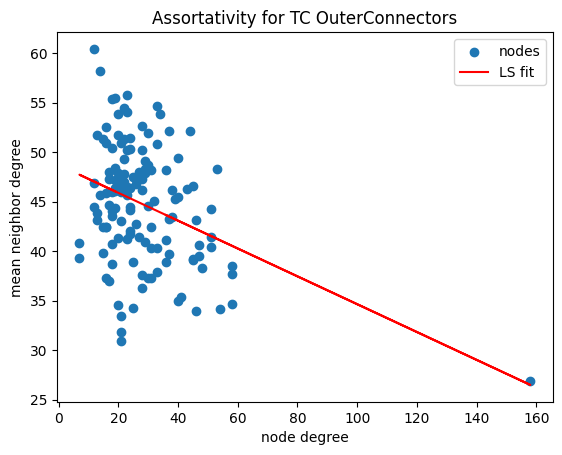 Assortativity for TC OuterConnectors
nodes
LS fit
60
55
50
45
40
35
30
25
mean neighbor degree
0 20 40 60 80 100 120 140 160
node degree